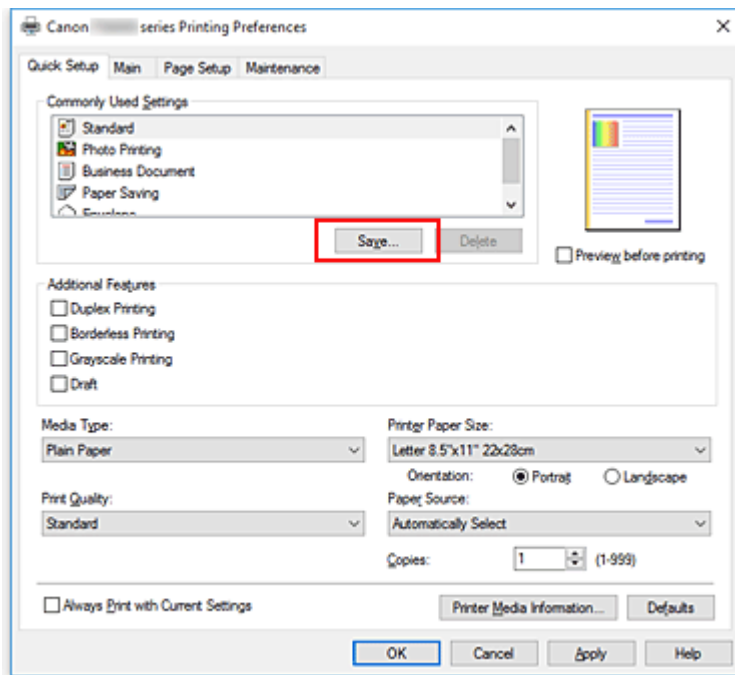 Canon series Printing Preferences
Quick Setup Main Page Setup Maintenance
Commonly Used Settings
Standard
Photo Printing
Business Document
Paper Saving
Envelope
Save... Delete
Preview before printing
Additional Features
Duplex Printing
Borderless Printing
Grayscale Printing
Draft
Media Type: Printer Paper Size:
Plain Paper Letter 8.5"x11" 22x28cm
Orientation: Portrait Landscape
Print Quality: Paper Source:
Standard Automatically Select
Copies: 1 (1-999)
Always Print with Current Settings Printer Media Information... Defaults
OK Cancel Apply Help